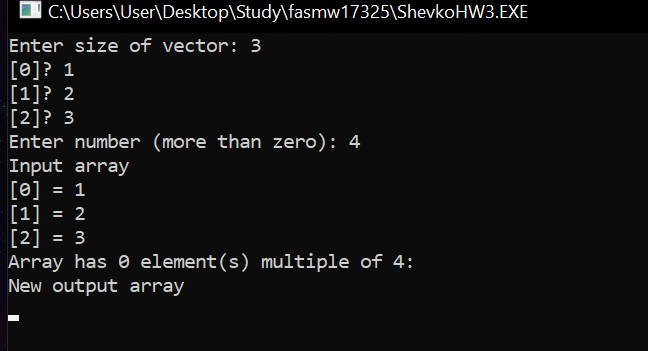 C:\Users\User\Desktop\Study\fasmw17325\ShevkoHW3.EXE
Enter size of vector: 3
[0]? 1
[1]? 2
[2]? 3
Enter number (more than zero): 4
Input array
[0] = 1
[1] = 2
[2] = 3
Array has 0 element(s) multiple of 4:
New output array